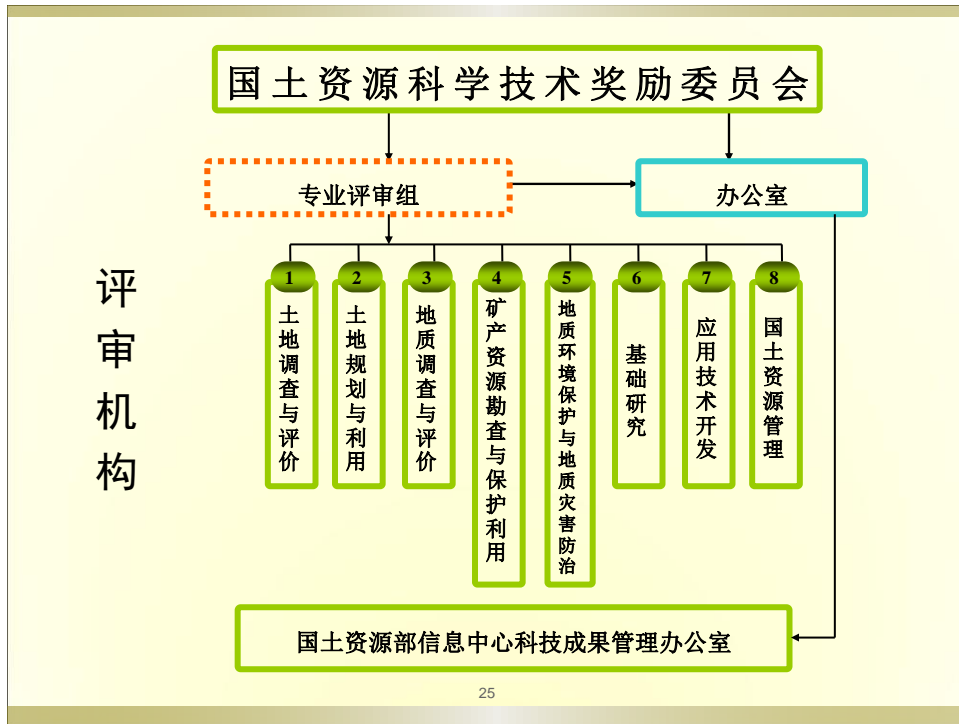 国土资源科学技术奖励委员会
专业评审组
办公室
评审机构
1
土地调查与评价
2
土地规划与利用
3
地质调查与评价
4
矿产资源勘查与保护利用
5
地质环境保护与地质灾害防治
6
基础研究
7
应用技术开发
8
国土资源管理
国土资源部信息中心科技成果管理办公室
25